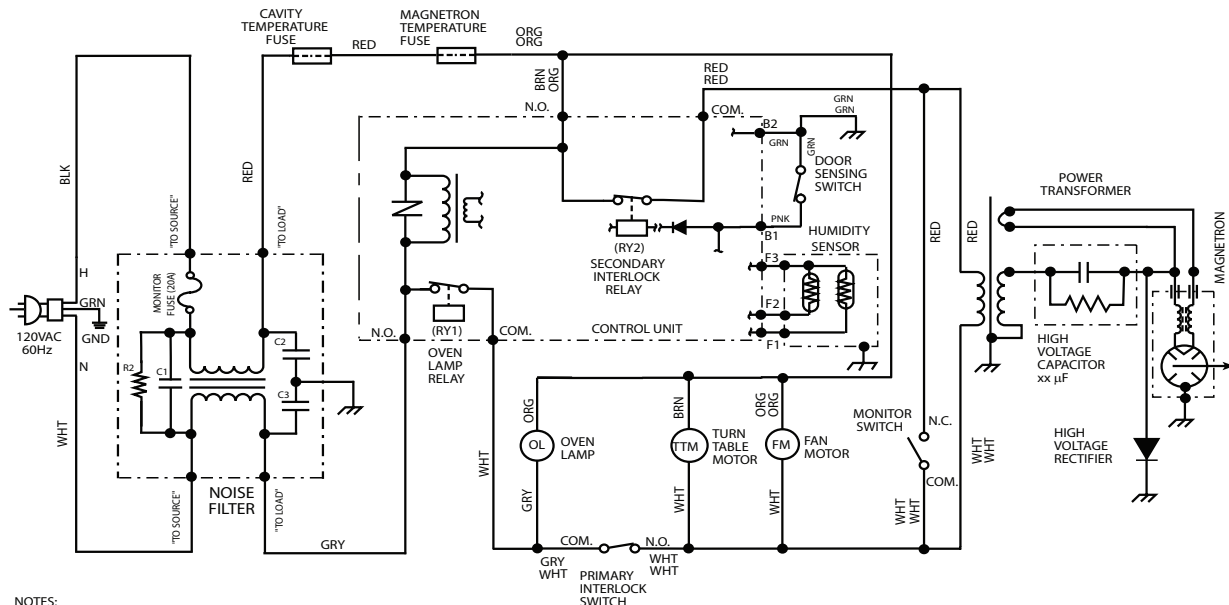 CAVITY
TEMPERATURE
FUSE
MAGNETRON
TEMPERATURE
FUSE
RED
ORG
ORG
BRN
ORG
RED
RED
N.O.
COM.
B2
GRN
GRN
GRN
GRN
DOOR
SENSING
SWITCH
PNK
B1
(RY2)
SECONDARY
INTERLOCK
RELAY
HUMIDITY
SENSOR
F3
F2
F1
BLK
RED
"TO SOURCE"
"TO LOAD"
MONITOR
FUSE (20A)
H
GRN
GND
120VAC
60Hz
N
WHT
R2
C1
C2
C3
NOISE
FILTER
"TO SOURCE"
"TO LOAD"
GRY
N.O.
(RY1)
COM.
OVEN
LAMP
RELAY
CONTROL UNIT
WHT
ORG
OL
OVEN
LAMP
GRY
BRN
TTM
TURN
TABLE
MOTOR
WHT
ORG
ORG
FM
FAN
MOTOR
WHT
COM.
N.O.
GRY
WHT
WHT
WHT
PRIMARY
INTERLOCK
SWITCH
MONITOR
SWITCH
N.C.
COM.
WHT
WHT
WHT
WHT
RED
RED
POWER
TRANSFORMER
MAGNETRON
HIGH
VOLTAGE
CAPACITOR
xx μF
HIGH
VOLTAGE
RECTIFIER
NOTES: